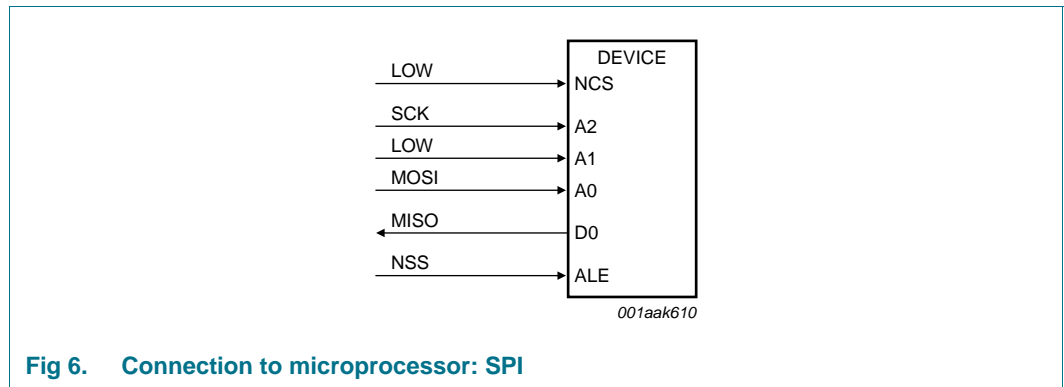 DEVICE
LOW
NCS
SCK
A2
LOW
A1
MOSI
A0
MISO
D0
NSS
ALE
001aak610
Fig 6. Connection to microprocessor: SPI